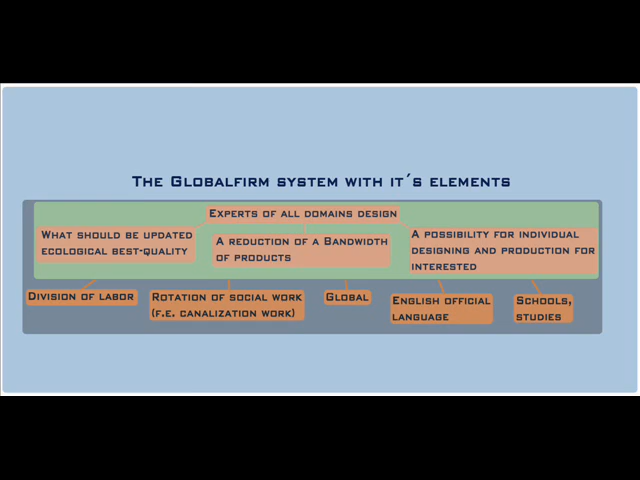 The Globalfirm system with it´s elements
Experts of all domains design
What should be updated
ecological best-quality
A reduction of a Bandwidth
of products
A possibility for individual
designing and production for
interested
Division of labor
Rotation of social work
(f.e. canalization work)
Global
English official
language
Schools,
studies